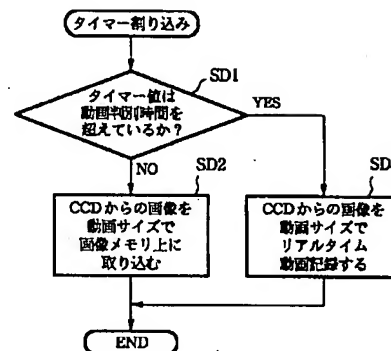 タイマー割り込み
SD1
タイマー値は
動画判別時間を
超えているか?
YES
NO
SD2
CCDからの画像を
動画サイズで
画像メモリ上に
取り込む
SD
CCDからの画像を
動画サイズで
リアルタイム
動画記録する
END